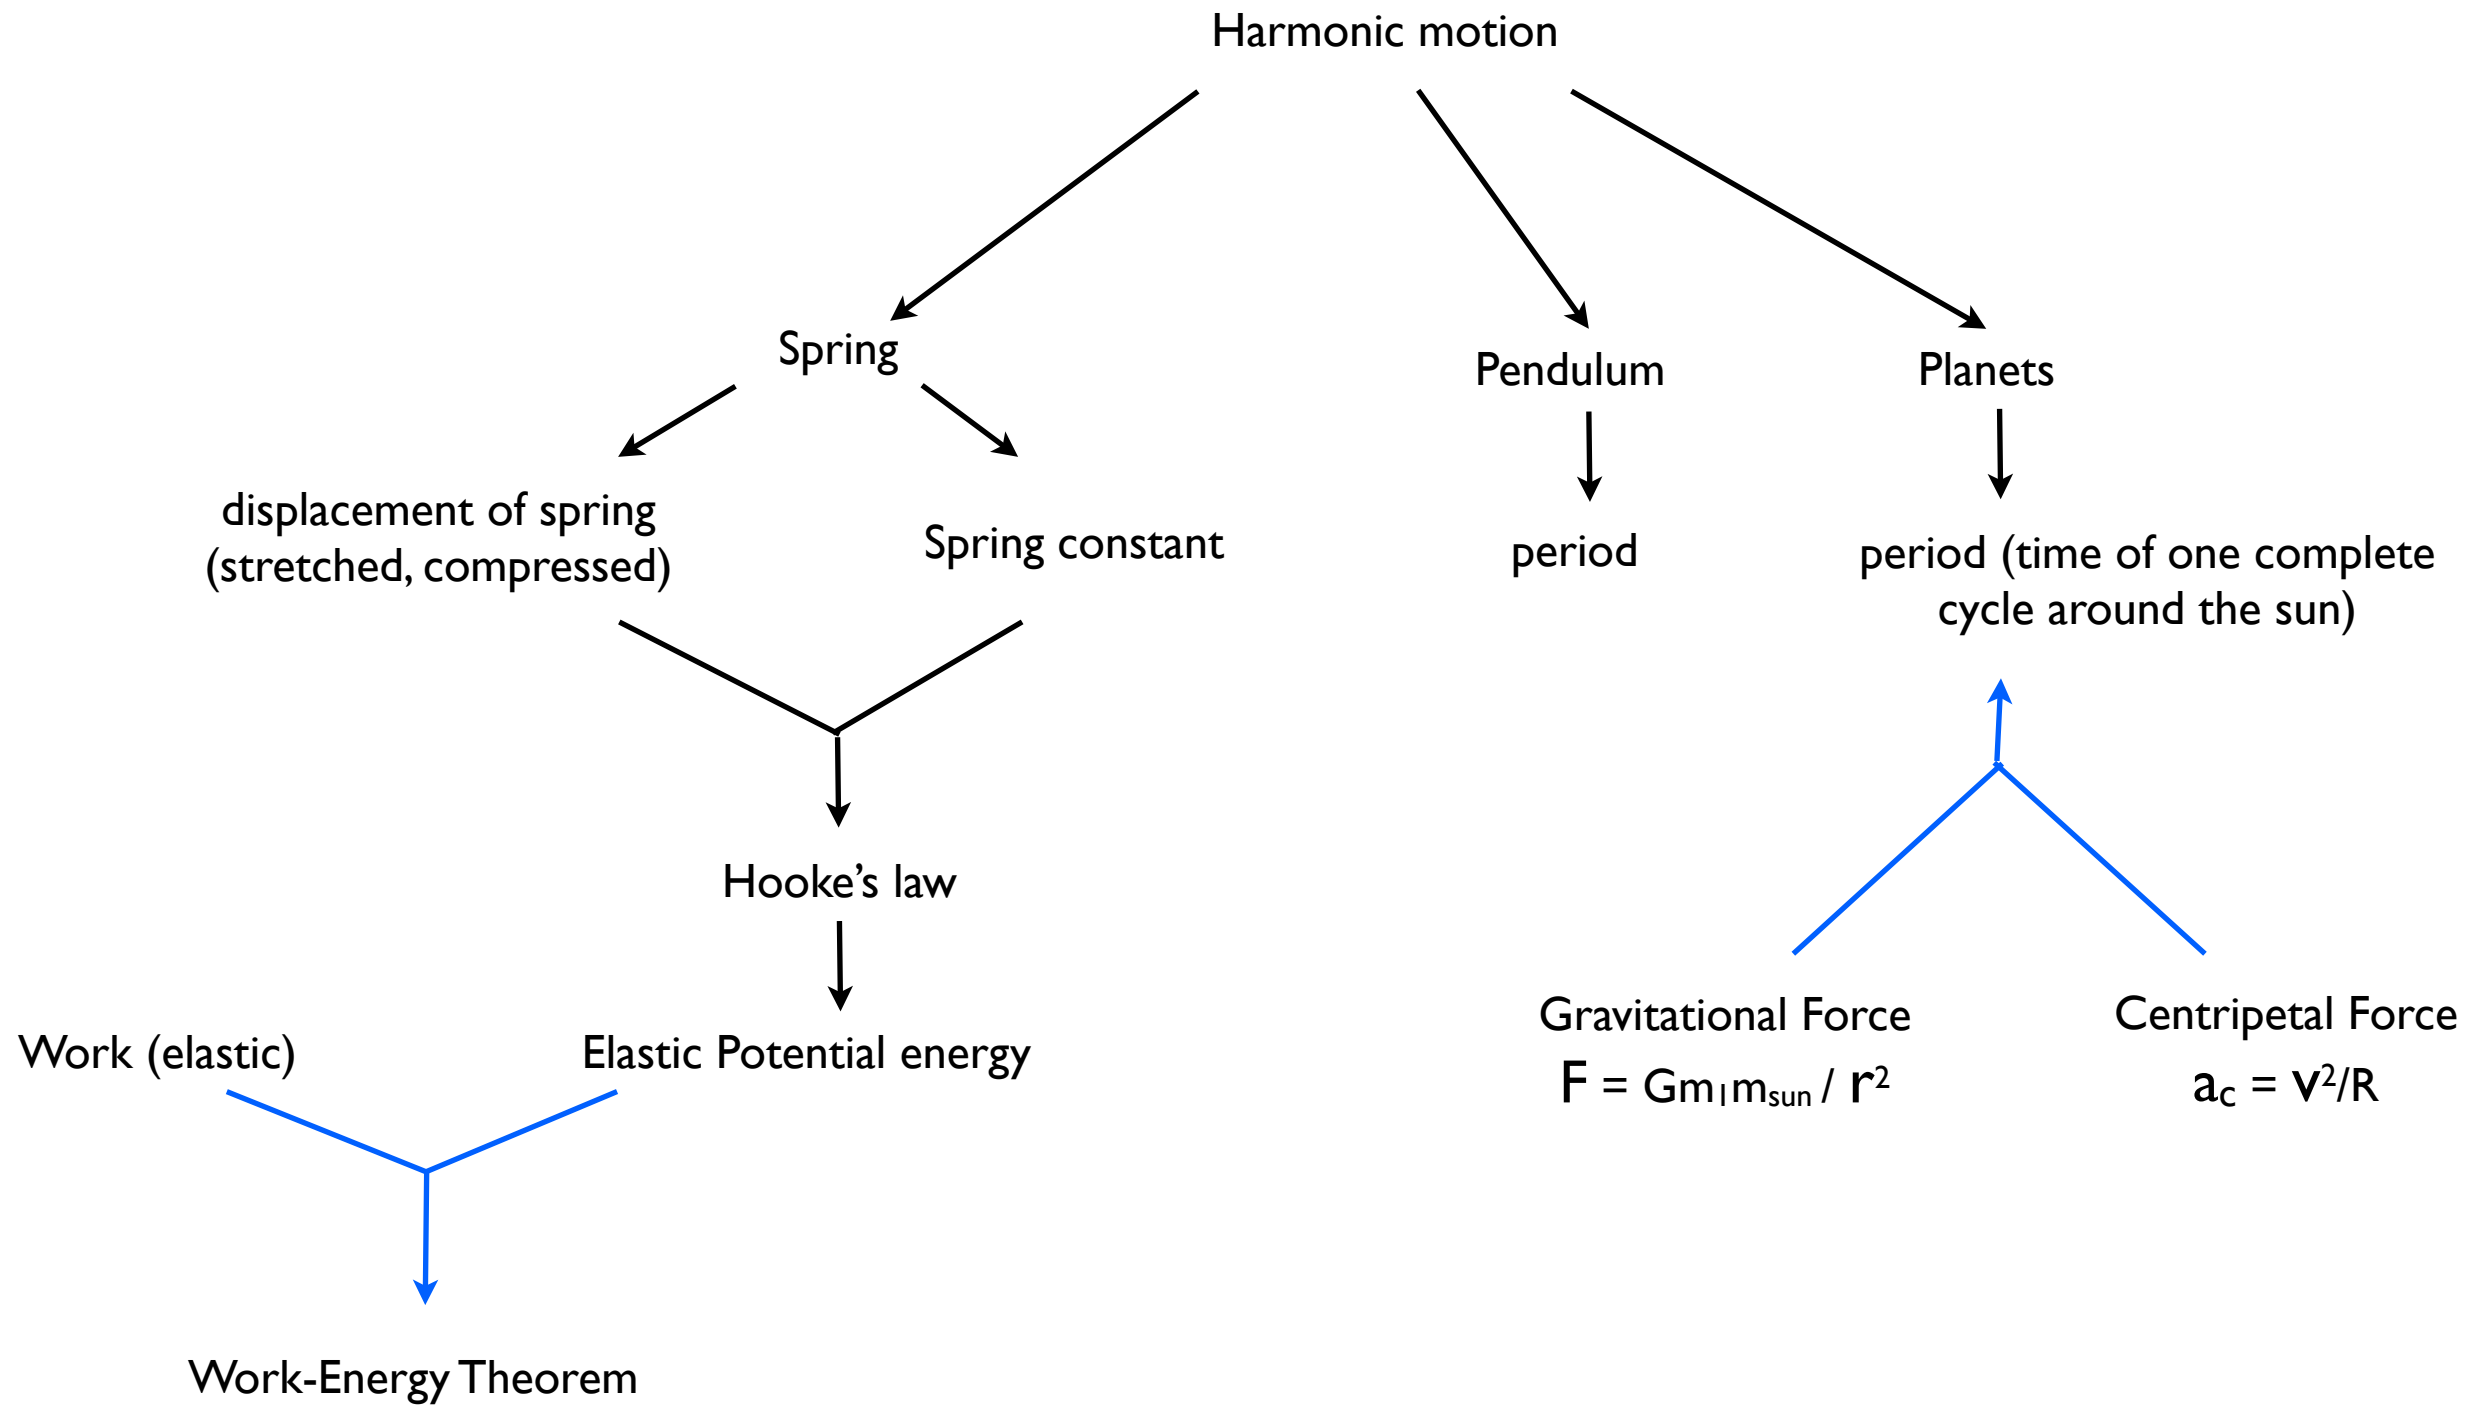 Harmonic motion
Spring
Pendulum
Planets
displacement of spring
(stretched, compressed)
Spring constant
period
period (time of one complete
cycle around the sun)
Hooke’s law
Work (elastic)
Elastic Potential energy
Gravitational Force
F = Gm₁msun / r²
Centripetal Force
ac = v²/R
Work-Energy Theorem